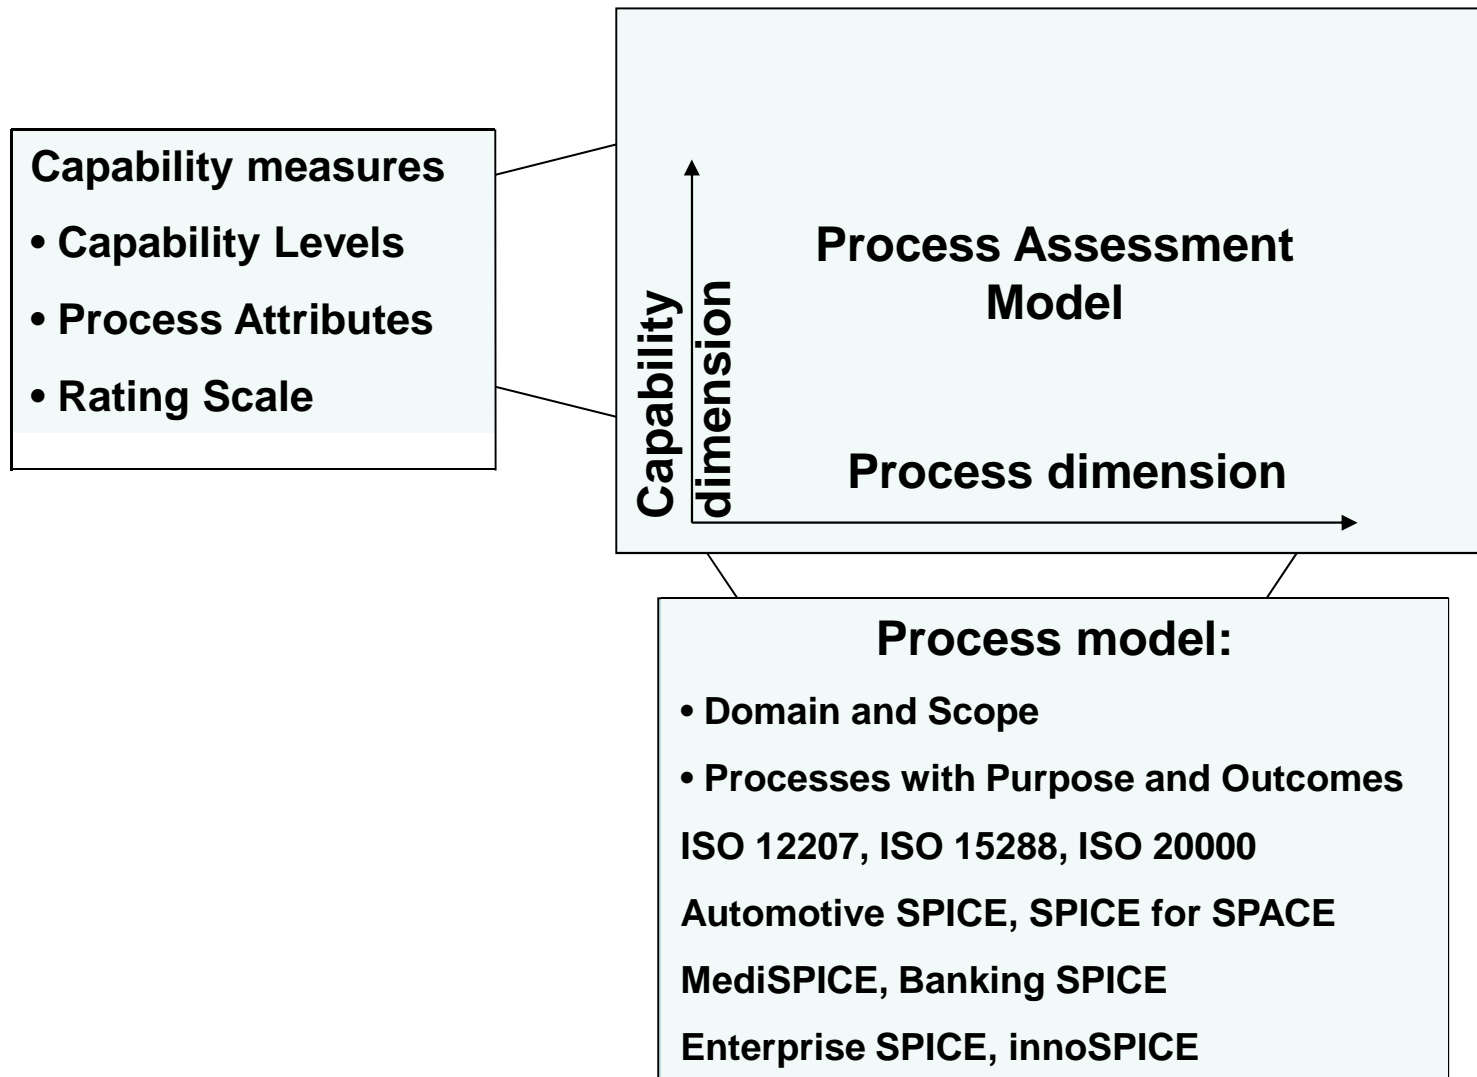 Capability measures
• Capability Levels
• Process Attributes
• Rating Scale
Process Assessment
Model
Capability
dimension
Process dimension
Process model:
• Domain and Scope
• Processes with Purpose and Outcomes
ISO 12207, ISO 15288, ISO 20000
Automotive SPICE, SPICE for SPACE
MediSPICE, Banking SPICE
Enterprise SPICE, innoSPICE